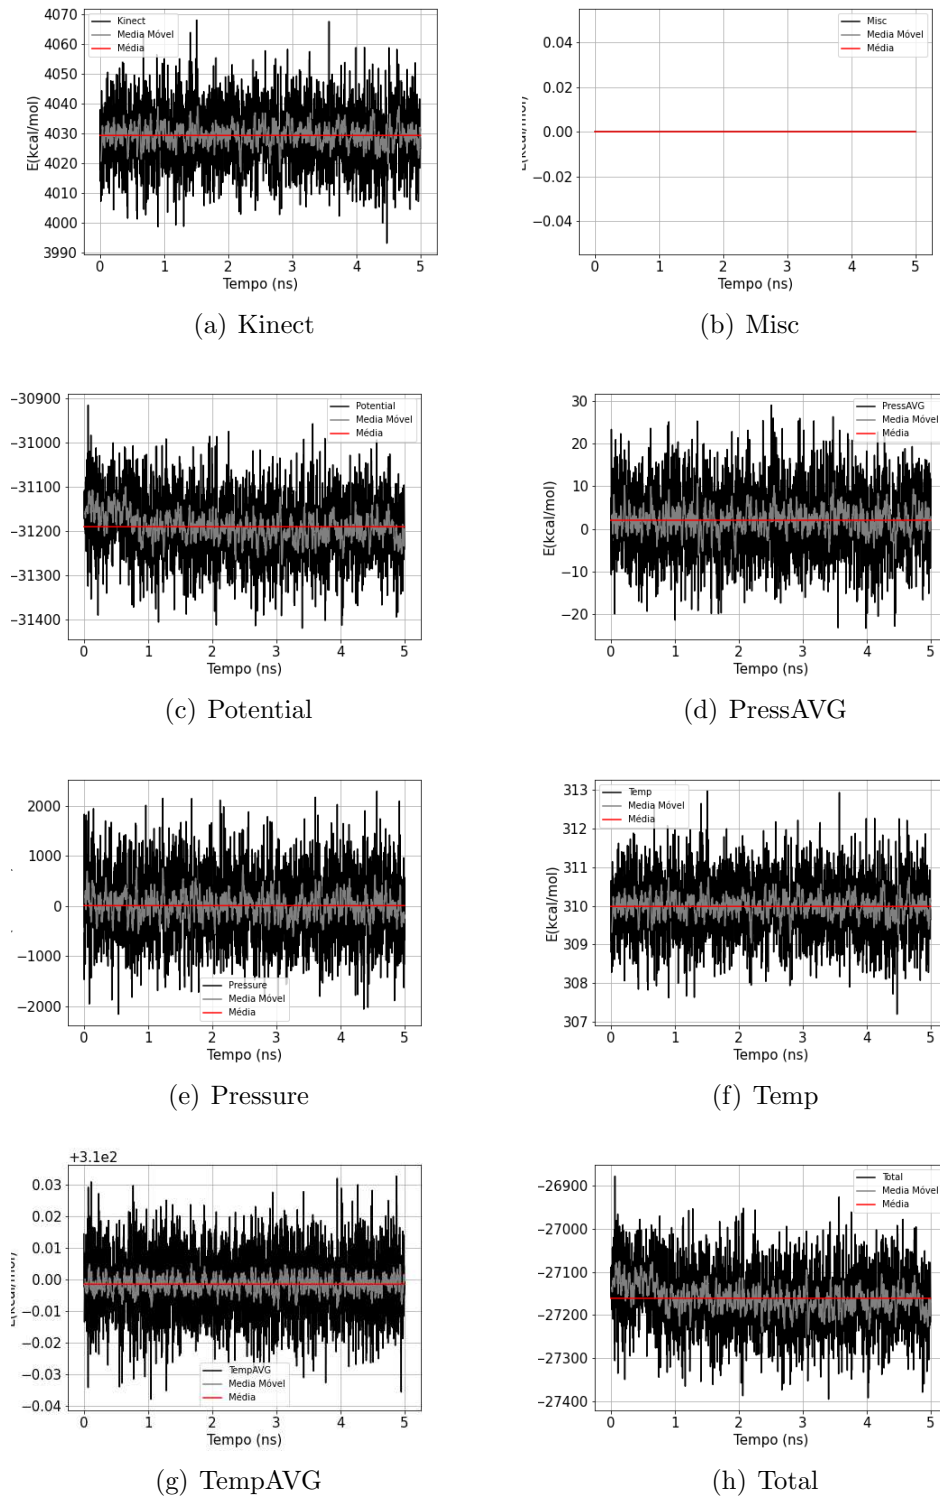 4070
4060
4050
4040
4030
4020
4010
4000
3990
E(kcal/mol)
Kinect
Media Móvel
Média
0 1 2 3 4 5
Tempo (ns)
(a) Kinect
0.04
0.02
0.00
−0.02
−0.04
E(kcal/mol)
Misc
Media Móvel
Média
0 1 2 3 4 5
Tempo (ns)
(b) Misc
-30900
-31000
-31100
-31200
-31300
-31400
Potential
Media Móvel
Média
0 1 2 3 4 5
Tempo (ns)
(c) Potential
30
20
10
0
−10
−20
E(kcal/mol)
PressAVG
Media Móvel
Média
0 1 2 3 4 5
Tempo (ns)
(d) PressAVG
2000
1000
0
−1000
−2000
Pressure
Media Móvel
Média
0 1 2 3 4 5
Tempo (ns)
(e) Pressure
313
312
311
310
309
308
307
E(kcal/mol)
Temp
Media Móvel
Média
0 1 2 3 4 5
Tempo (ns)
(f) Temp
+3.1e2
0.03
0.02
0.01
0.00
−0.01
−0.02
−0.03
−0.04
E(kcal/mol)
TempAVG
Media Móvel
Média
0 1 2 3 4 5
Tempo (ns)
(g) TempAVG
−26900
−27000
−27100
−27200
−27300
−27400
Total
Media Móvel
Média
0 1 2 3 4 5
Tempo (ns)
(h) Total